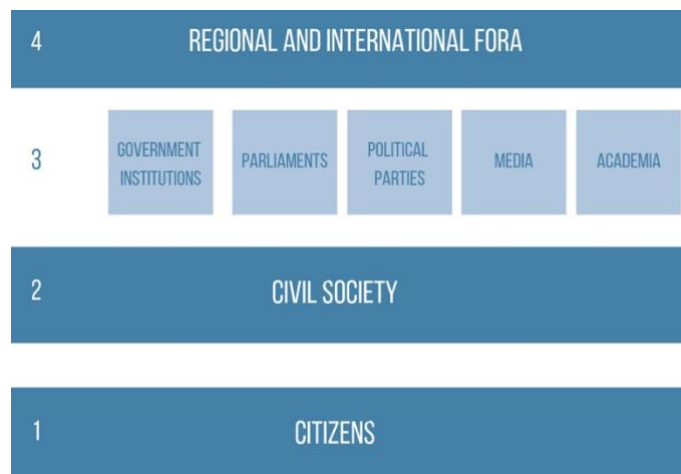 4 REGIONAL AND INTERNATIONAL FORA
3
GOVERNMENT
INSTITUTIONS
PARLIAMENTS
POLITICAL
PARTIES
MEDIA
ACADEMIA
2 CIVIL SOCIETY
1 CITIZENS